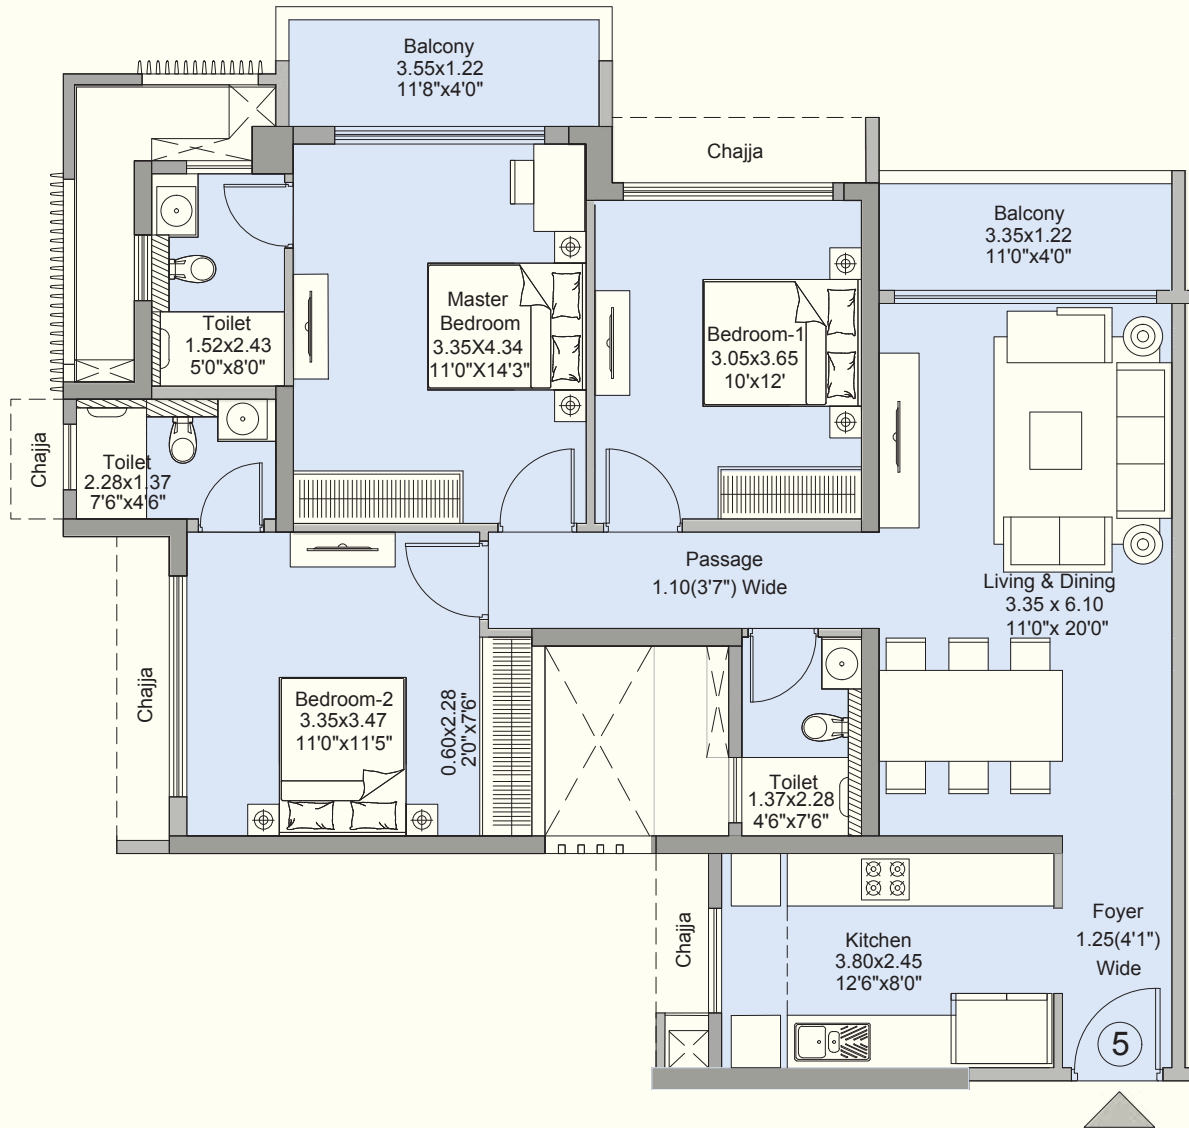 Balcony
3.55x1.22
11'8"x4'0"
Chajja
Balcony
3.35x1.22
11'0"x4'0"
Master
Bedroom
3.35X4.34
11'0"X14'3"
Bedroom-1
3.05x3.65
10'x12'
Toilet
1.52x2.43
5'0"x8'0"
Chajja
Toilet
2.28x1.37
7'6"x4'6"
Passage
1.10(3'7") Wide
Living & Dining
3.35 x 6.10
11'0"x 20'0"
Chajja
Bedroom-2
3.35x3.47
11'0"x11'5"
0.60x2.28
2'0"x7'6"
Toilet
1.37x2.28
4'6"x7'6"
Chajja
Kitchen
3.80x2.45
12'6"x8'0"
Foyer
1.25(4'1")
Wide
5